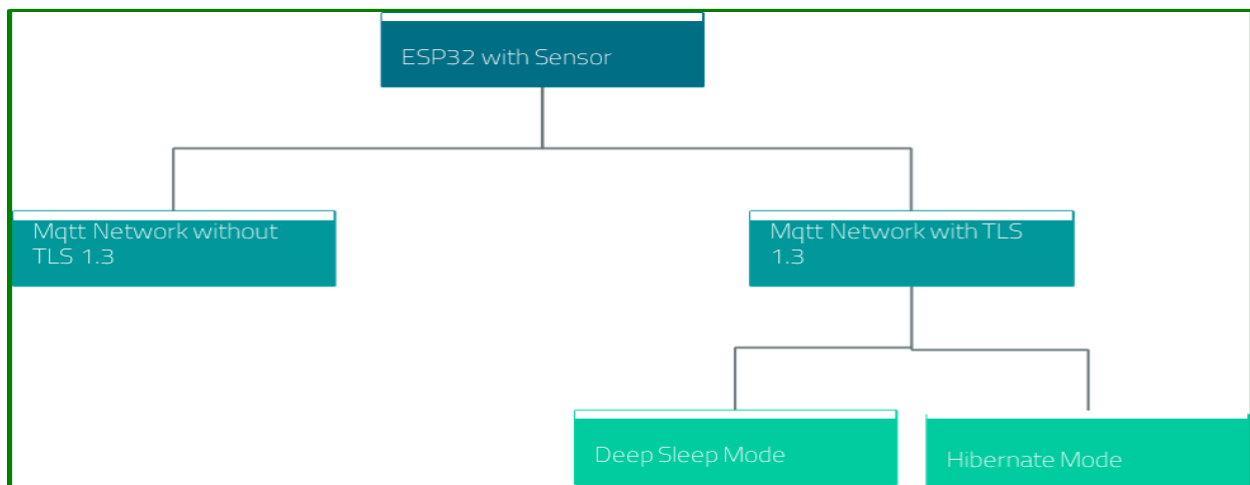 ESP32 with Sensor
Mqtt Network without
TLS 1.3
Mqtt Network with TLS
1.3
Deep Sleep Mode
Hibernate Mode